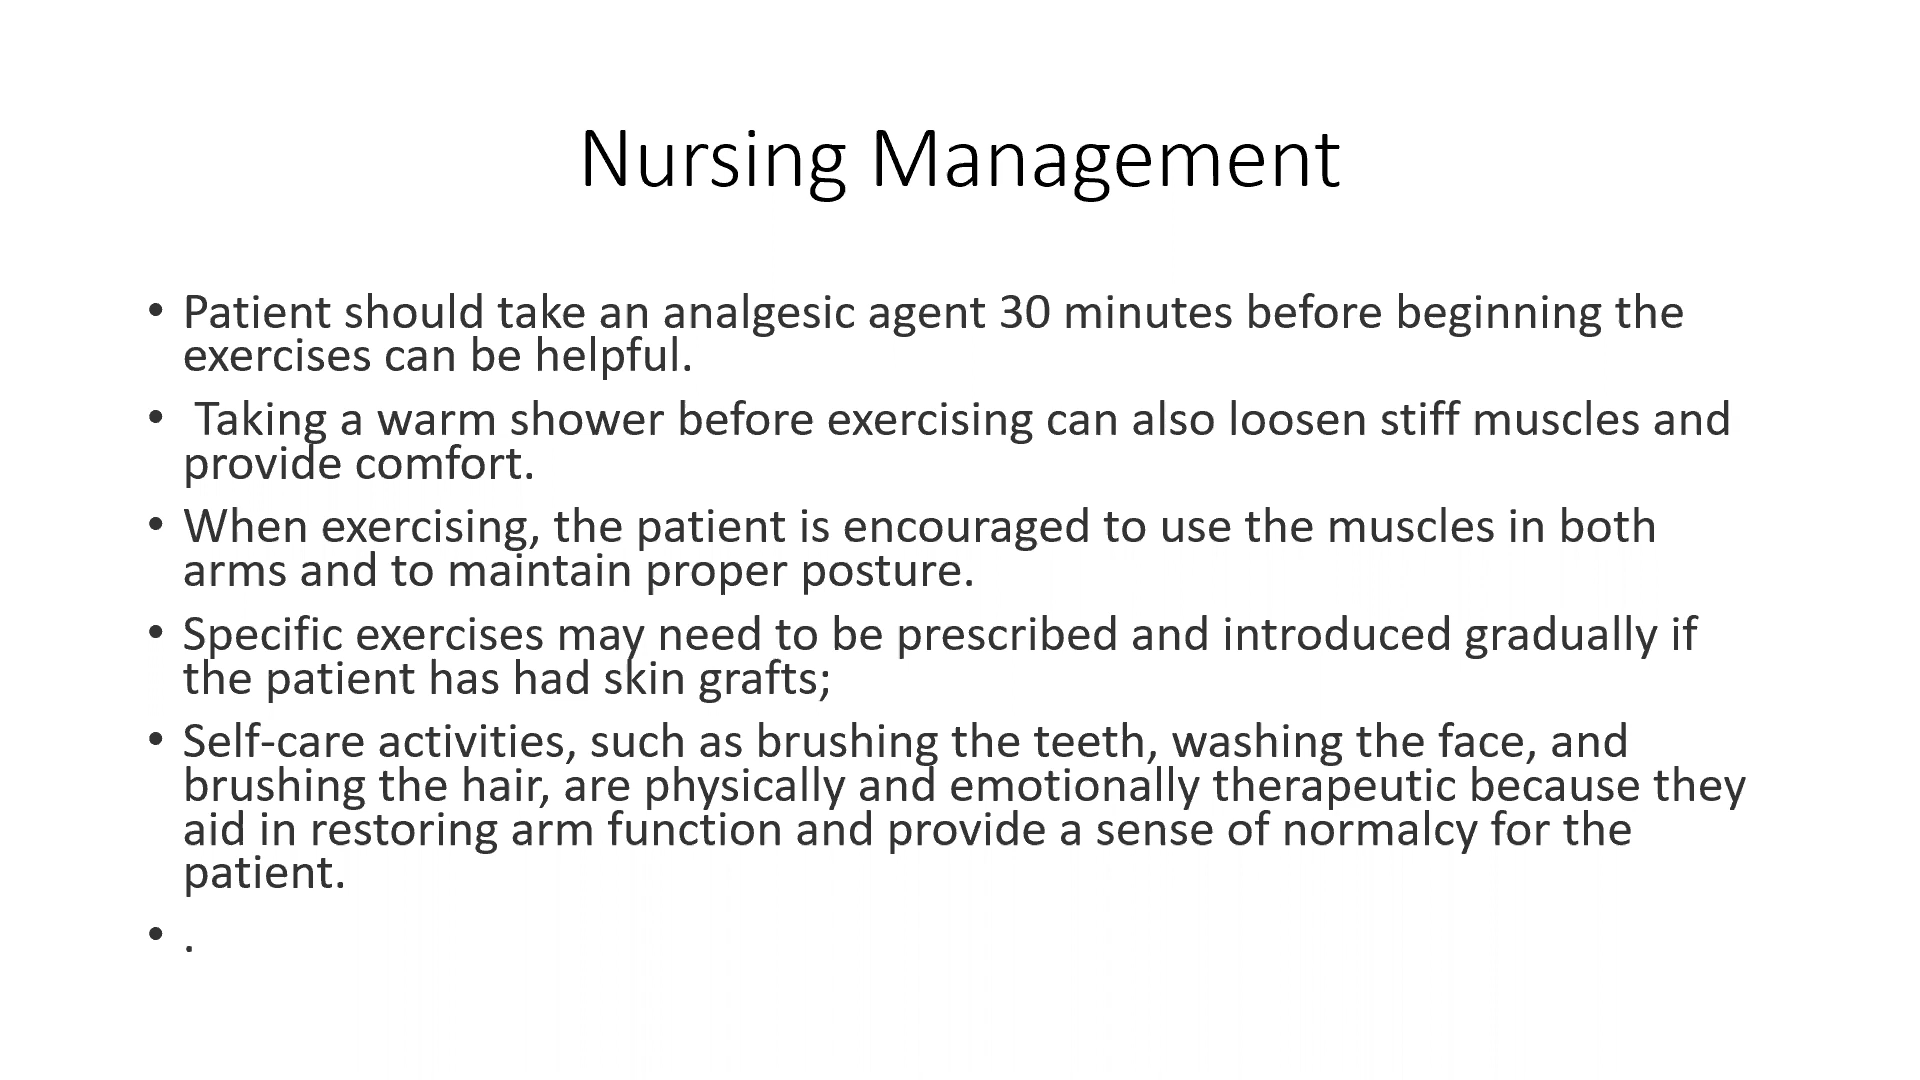 Nursing Management
• Patient should take an analgesic agent 30 minutes before beginning the
exercises can be helpful.
• Taking a warm shower before exercising can also loosen stiff muscles and
provide comfort.
• When exercising, the patient is encouraged to use the muscles in both
arms and to maintain proper posture.
• Specific exercises may need to be prescribed and introduced gradually if
the patient has had skin grafts;
• Self-care activities, such as brushing the teeth, washing the face, and
brushing the hair, are physically and emotionally therapeutic because they
aid in restoring arm function and provide a sense of normalcy for the
patient.
• .